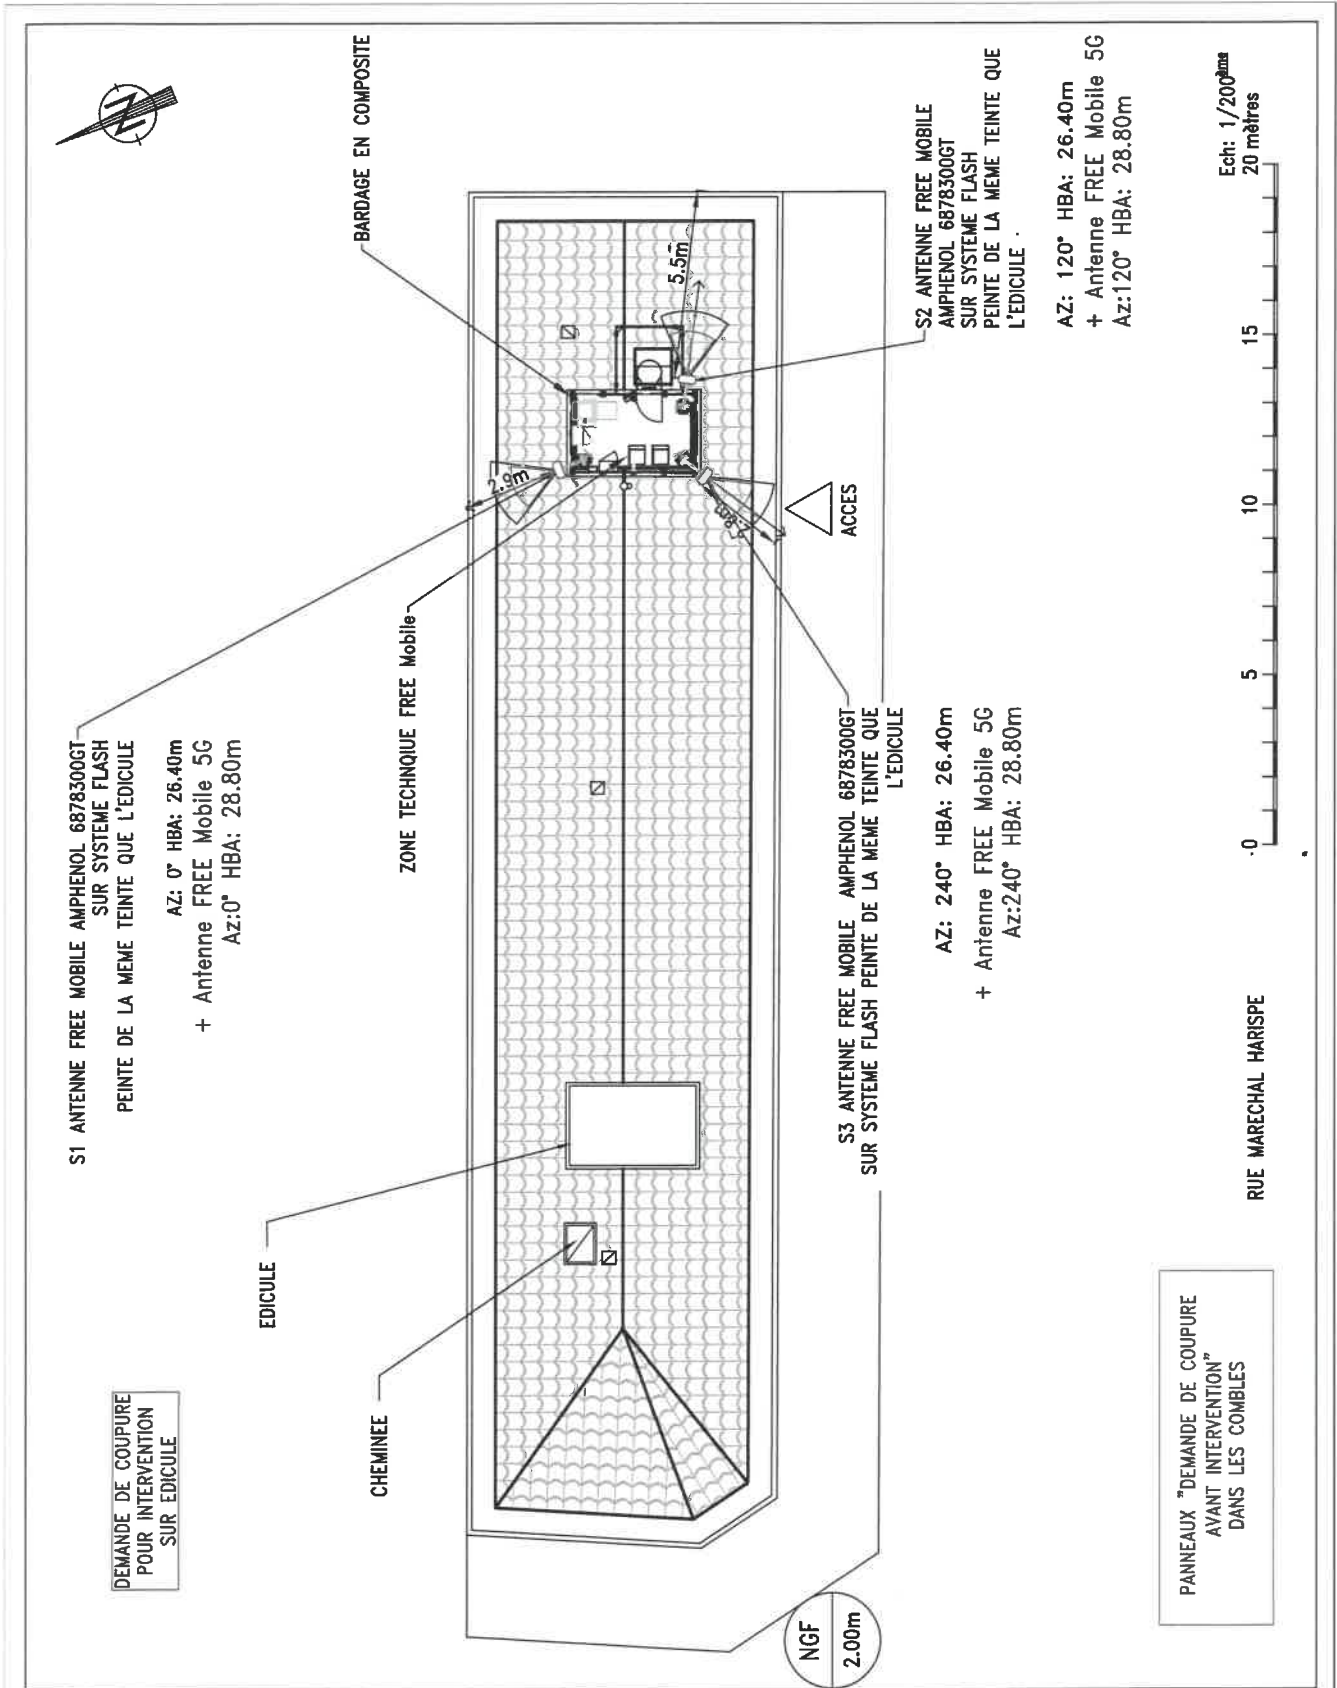 DEMANDE DE COUPURE
POUR INTERVENTION
SUR EDICULE
S1 ANTENNE FREE MOBILE AMPHENOL 6878300GT
SUR SYSTEME FLASH
PEINTE DE LA MEME TEINTE QUE L'EDICULE
AZ: 0° HBA: 26.40m
+ Antenne FREE Mobile 5G
Az:0° HBA: 28.80m
N
EDICULE
CHEMINEE
ZONE TECHNQIUE FREE Mobile
BARDAGE EN COMPOSITE
2.9m
5.5m
ACCES
S3 ANTENNE FREE MOBILE AMPHENOL 6878300GT
SUR SYSTEME FLASH PEINTE DE LA MEME TEINTE QUE
L'EDICULE
AZ: 240° HBA: 26.40m
+ Antenne FREE Mobile 5G
Az:240° HBA: 28.80m
S2 ANTENNE FREE MOBILE
AMPHENOL 6878300GT
SUR SYSTEME FLASH
PEINTE DE LA MEME TEINTE QUE
L'EDICULE .
AZ: 120° HBA: 26.40m
+ Antenne FREE Mobile 5G
Az:120° HBA: 28.80m
NGF
2.00m
PANNEAUX "DEMANDE DE COUPURE
AVANT INTERVENTION"
DANS LES COMBLES
RUE MARECHAL HARISPE
Ech: 1/200ème
0 5 10 15 20 mètres